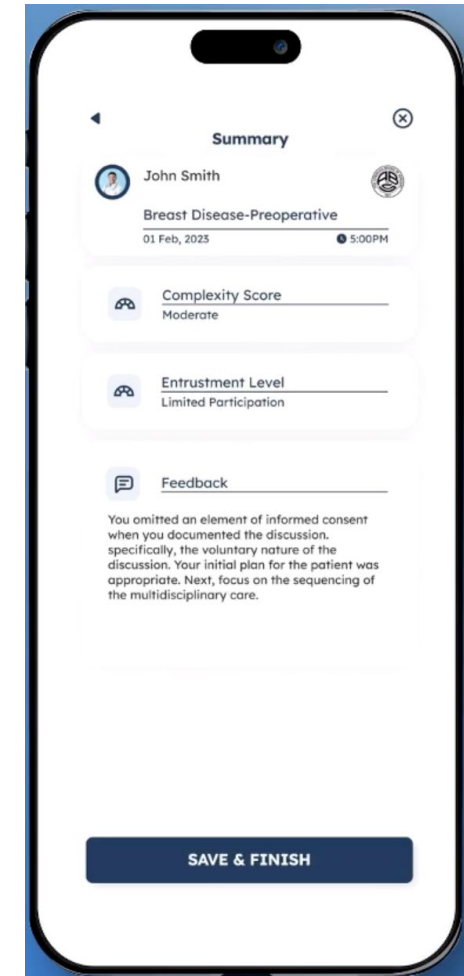 Summary
John Smith
Breast Disease-Preoperative
01 Feb, 2023 5:00PM
Complexity Score
Moderate
Entrustment Level
Limited Participation
Feedback
You omitted an element of informed consent
when you documented the discussion.
specifically, the voluntary nature of the
discussion. Your initial plan for the patient was
appropriate. Next, focus on the sequencing of
the multidisciplinary care.
SAVE & FINISH